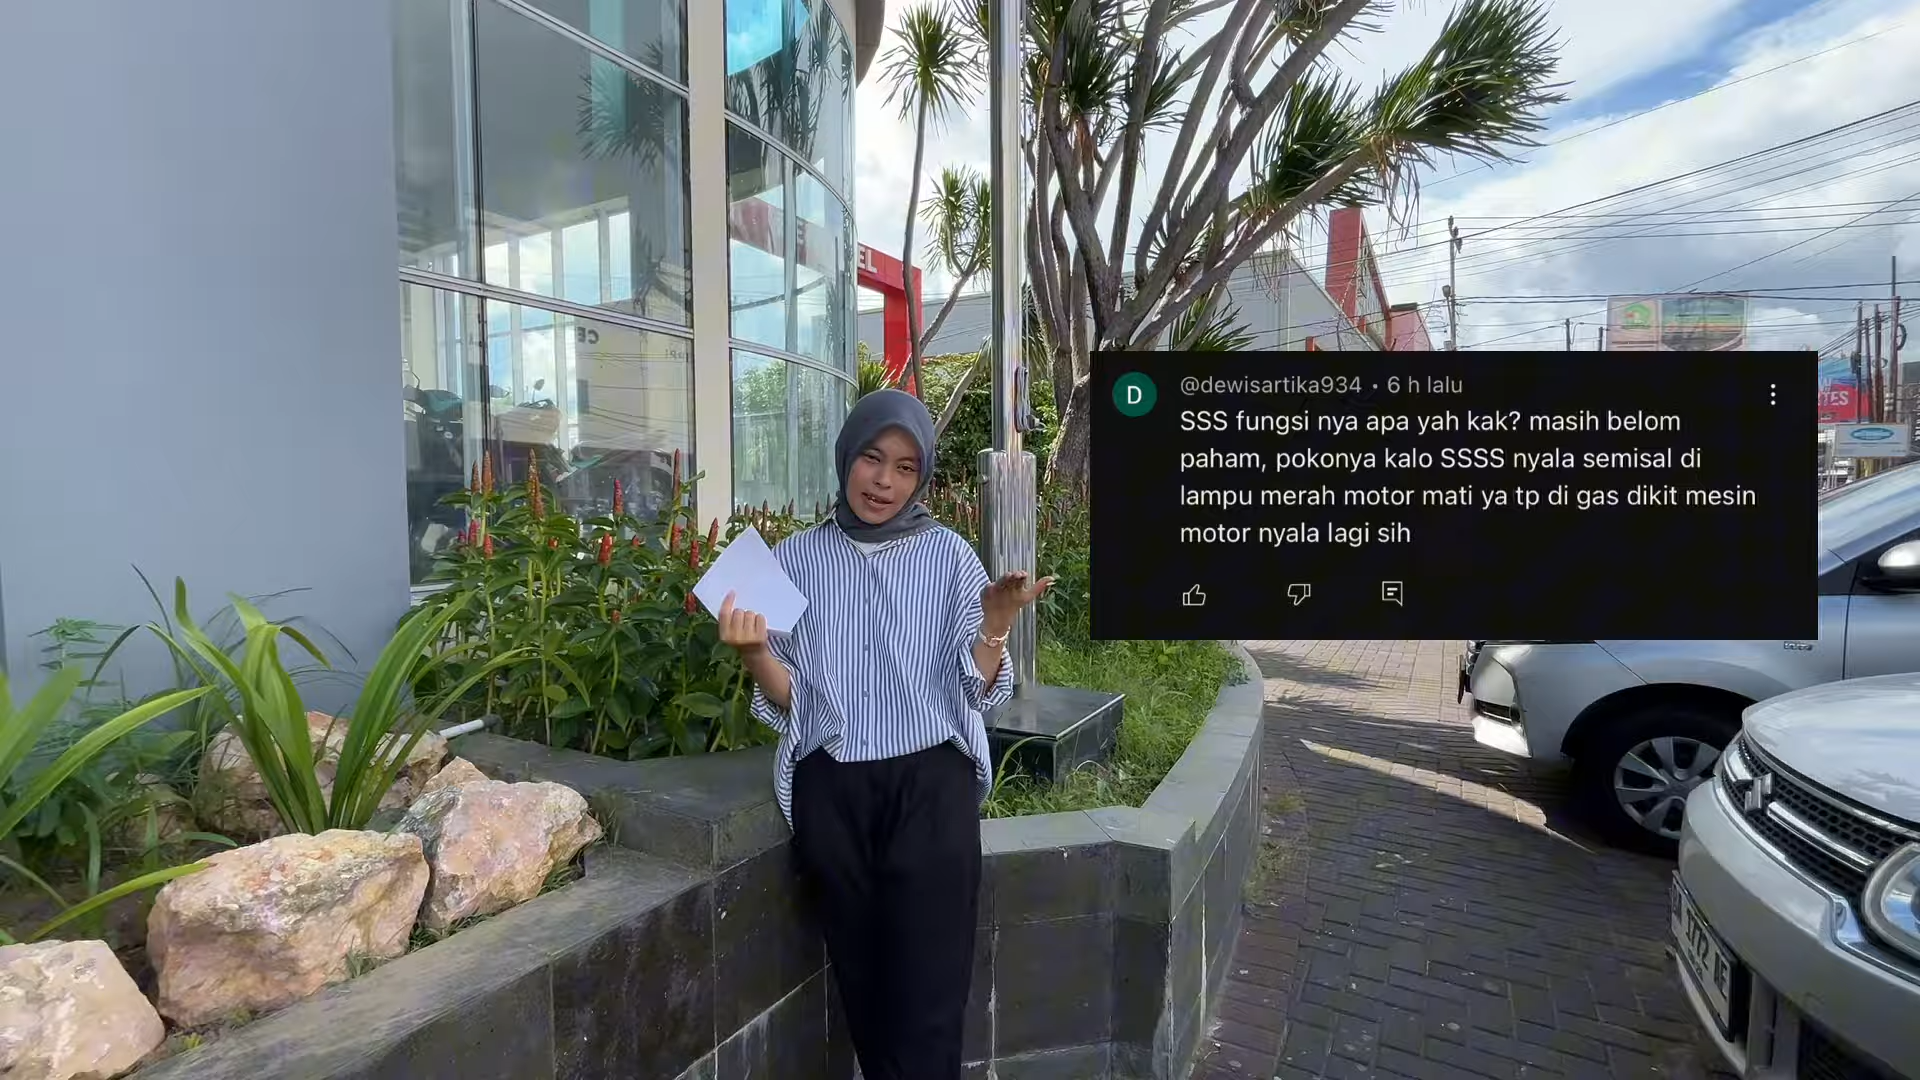 EL
@dewisartika934 • 6 h lalu
D
SSS fungsi nya apa yah kak? masih belom
paham, pokonya kalo SSSS nyala semisal di
lampu merah motor mati ya tp di gas dikit mesin
motor nyala lagi sih